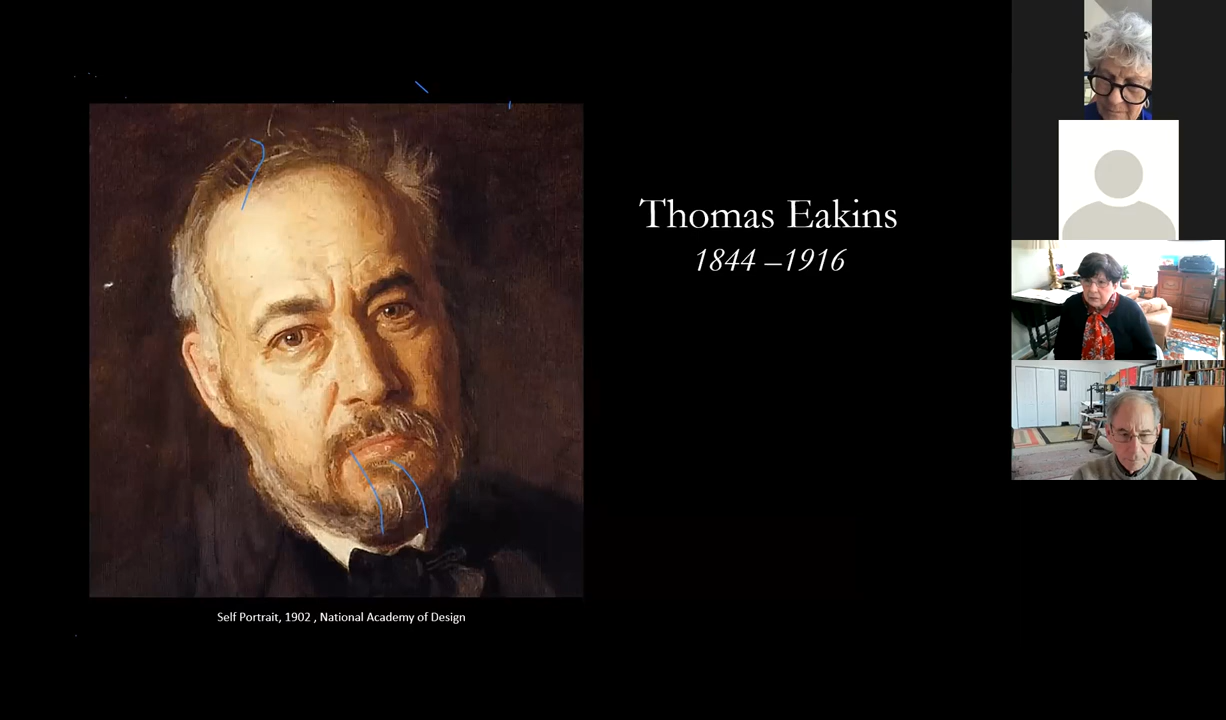 Thomas Eakins
1844 –1916
Self Portrait, 1902 , National Academy of Design